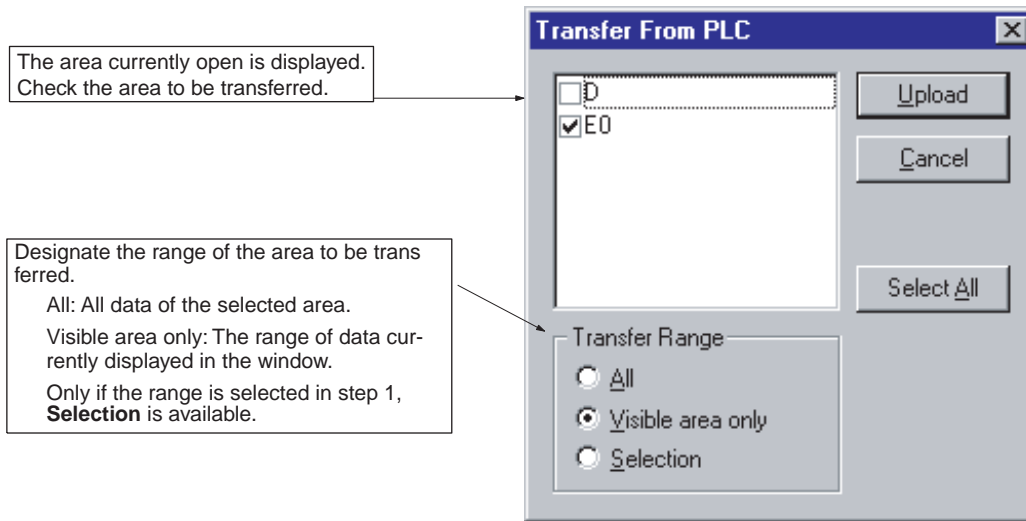 The area currently open is displayed.
Check the area to be transferred.
Designate the range of the area to be trans
ferred.
All: All data of the selected area.
Visible area only: The range of data cur-
rently displayed in the window.
Only if the range is selected in step 1,
Selection is available.
Transfer From PLC
D
E0
Upload
Cancel
Select All
Transfer Range
All
Visible area only
Selection